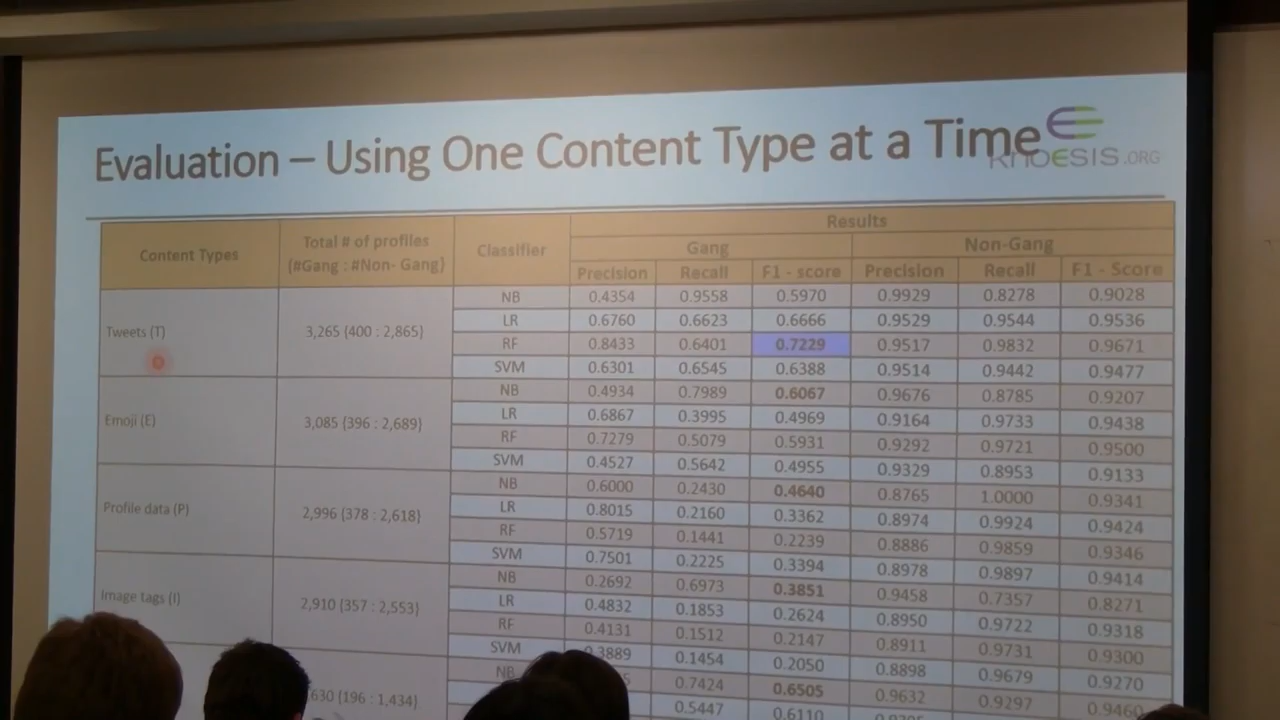 Evaluation – Using One Content Type at a Time
KNOESIS.ORG
Content Types Total # of profiles (#Gang : #Non- Gang) Classifier Results
Gang Non-Gang
Precision Recall F1 - score Precision Recall F1 - Score
Tweets (T) 3,265 (400 : 2,865)
NB 0.4354 0.9558 0.5970 0.9929 0.8278 0.9028
LR 0.6760 0.6623 0.6666 0.9529 0.9544 0.9536
RF 0.8433 0.6401 0.7229 0.9517 0.9832 0.9671
SVM 0.6301 0.6545 0.6388 0.9514 0.9442 0.9477
Emoji (E) 3,085 (396 : 2,689)
NB 0.4934 0.7989 0.6067 0.9676 0.8785 0.9207
LR 0.6867 0.3995 0.4969 0.9164 0.9733 0.9438
RF 0.7279 0.5079 0.5931 0.9292 0.9721 0.9500
SVM 0.4527 0.5642 0.4955 0.9329 0.8953 0.9133
Profile data (P) 2,996 (378 : 2,618)
NB 0.6000 0.2430 0.4640 0.8765 1.0000 0.9341
LR 0.8015 0.2160 0.3362 0.8974 0.9924 0.9424
RF 0.5719 0.1441 0.2239 0.8886 0.9859 0.9346
SVM 0.7501 0.2225 0.3394 0.8978 0.9897 0.9414
Image tags (I) 2,910 (357 : 2,553)
NB 0.2692 0.6973 0.3851 0.9458 0.7357 0.8271
LR 0.4832 0.1853 0.2624 0.8950 0.9722 0.9318
RF 0.4131 0.1512 0.2147 0.8911 0.9731 0.9300
SVM 0.3889 0.1454 0.2050 0.8898 0.9679 0.9270
630 (196 : 1,434)
NB 0.7424 0.6505 0.9632 0.9297 0.9460
0.5447 0.6110